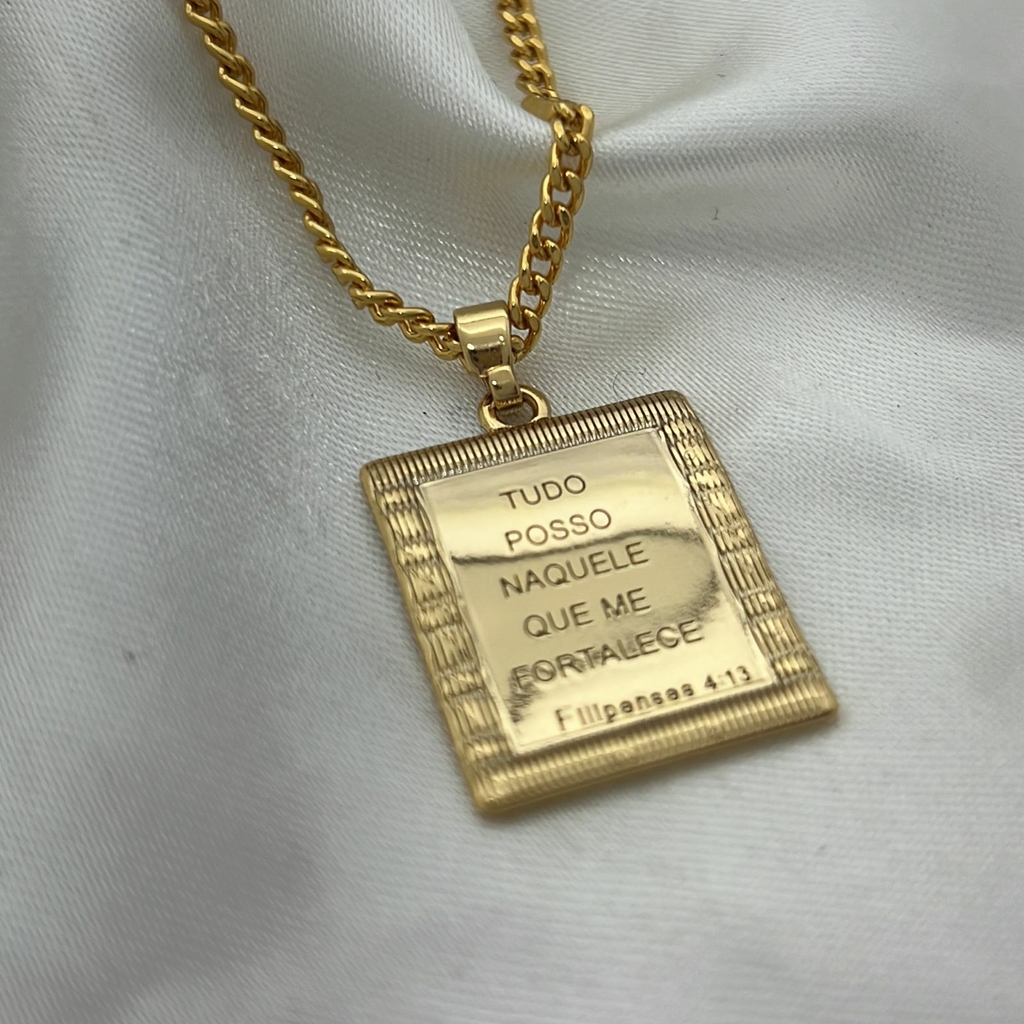 TUDO
POSSO
NAQUELE
QUE ME
FORTALECE
Filipenses 4:13